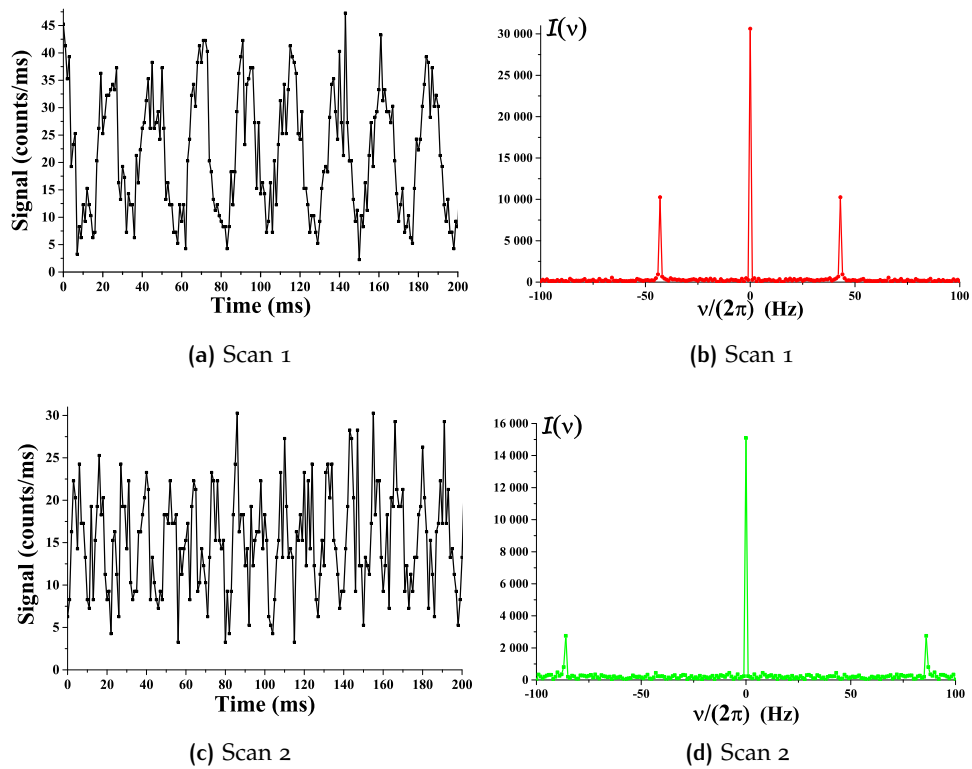 45
40
35
30
25
20
15
10
5
0
Signal (counts/ms)
0 20 40 60 80 100 120 140 160 180 200
Time (ms)
(a) Scan 1
I(ν)
30 000
25 000
20 000
15 000
10 000
5 000
0
-100 -50 0 50 100
ν/(2π) (Hz)
(b) Scan 1
30
25
20
15
10
5
0
Signal (counts/ms)
0 20 40 60 80 100 120 140 160 180 200
Time (ms)
(c) Scan 2
I(ν)
16 000
14 000
12 000
10 000
8 000
6 000
4 000
2 000
0
-100 -50 0 50 100
ν/(2π) (Hz)
(d) Scan 2